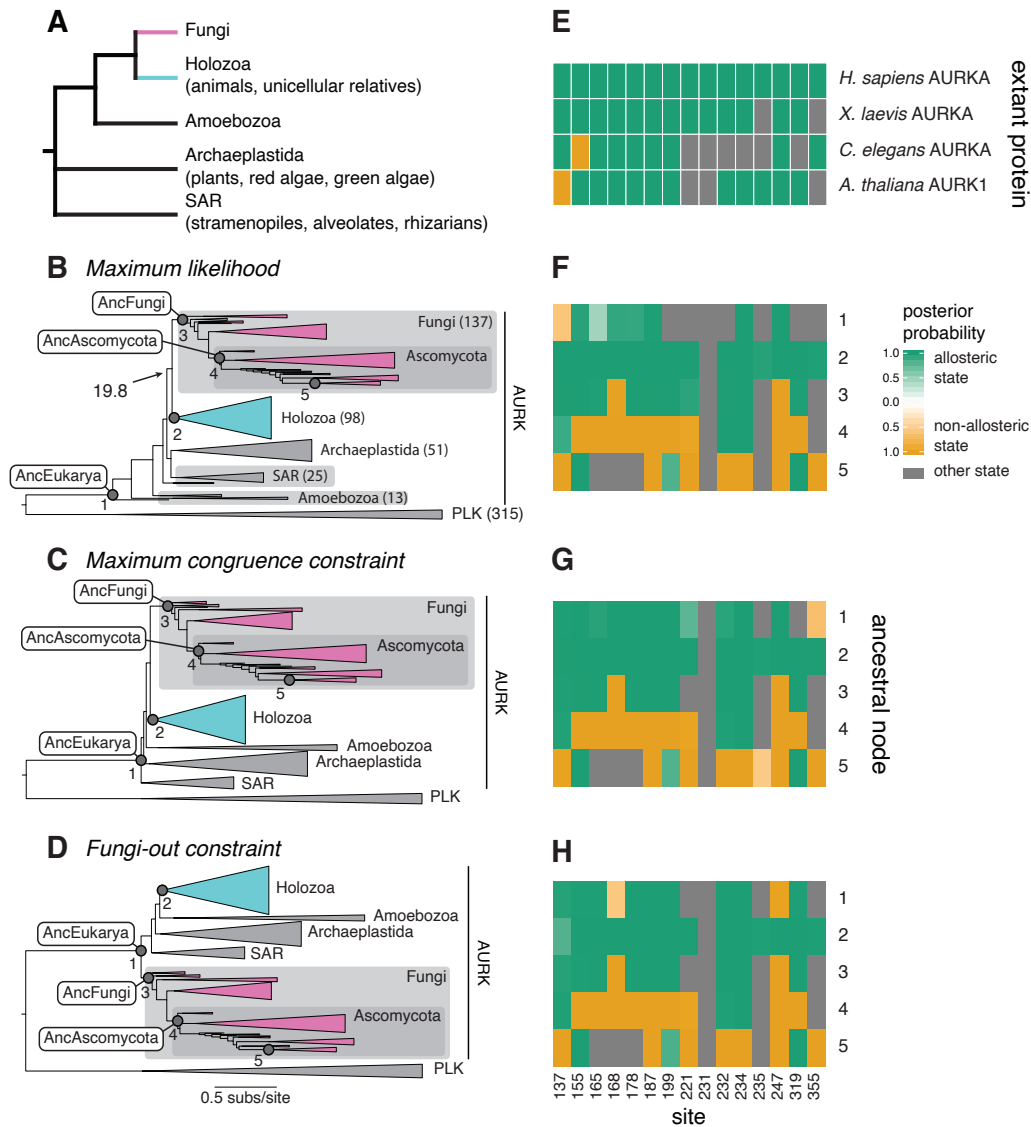 A
Fungi
Holozoa
(animals, unicellular relatives)
Amoebozoa
Archaeplastida
(plants, red algae, green algae)
SAR
(stramenopiles, alveolates, rhizarians)
E
H. sapiens AURKA
X. laevis AURKA
C. elegans AURKA
A. thaliana AURK1
extant protein
B Maximum likelihood
AncFungi
3
Fungi (137)
AncAscomycota
Ascomycota
4
5
19.8
Holozoa (98)
2
Archaeplastida (51)
AncEukarya
SAR (25)
1
Amoebozoa (13)
PLK (315)
AURK
F
1
2
3
4
5
posterior
probability
1.0
0.5
0.0
allosteric
state
0.5
1.0
non-allosteric
state
other state
C Maximum congruence constraint
AncFungi
3
Fungi
AncAscomycota
Ascomycota
4
5
Holozoa
2
AncEukarya
Amoebozoa
1
Archaeplastida
SAR
PLK
AURK
G
1
2
3
4
5
ancestral node
D Fungi-out constraint
Holozoa
2
Amoebozoa
AncEukarya
Archaeplastida
1
SAR
AncFungi
3
Fungi
AncAscomycota
Ascomycota
4
5
PLK
AURK
0.5 subs/site
H
1
2
3
4
5
137 155 165 168 178 187 199 221 231 232 234 235 247 319 355
site